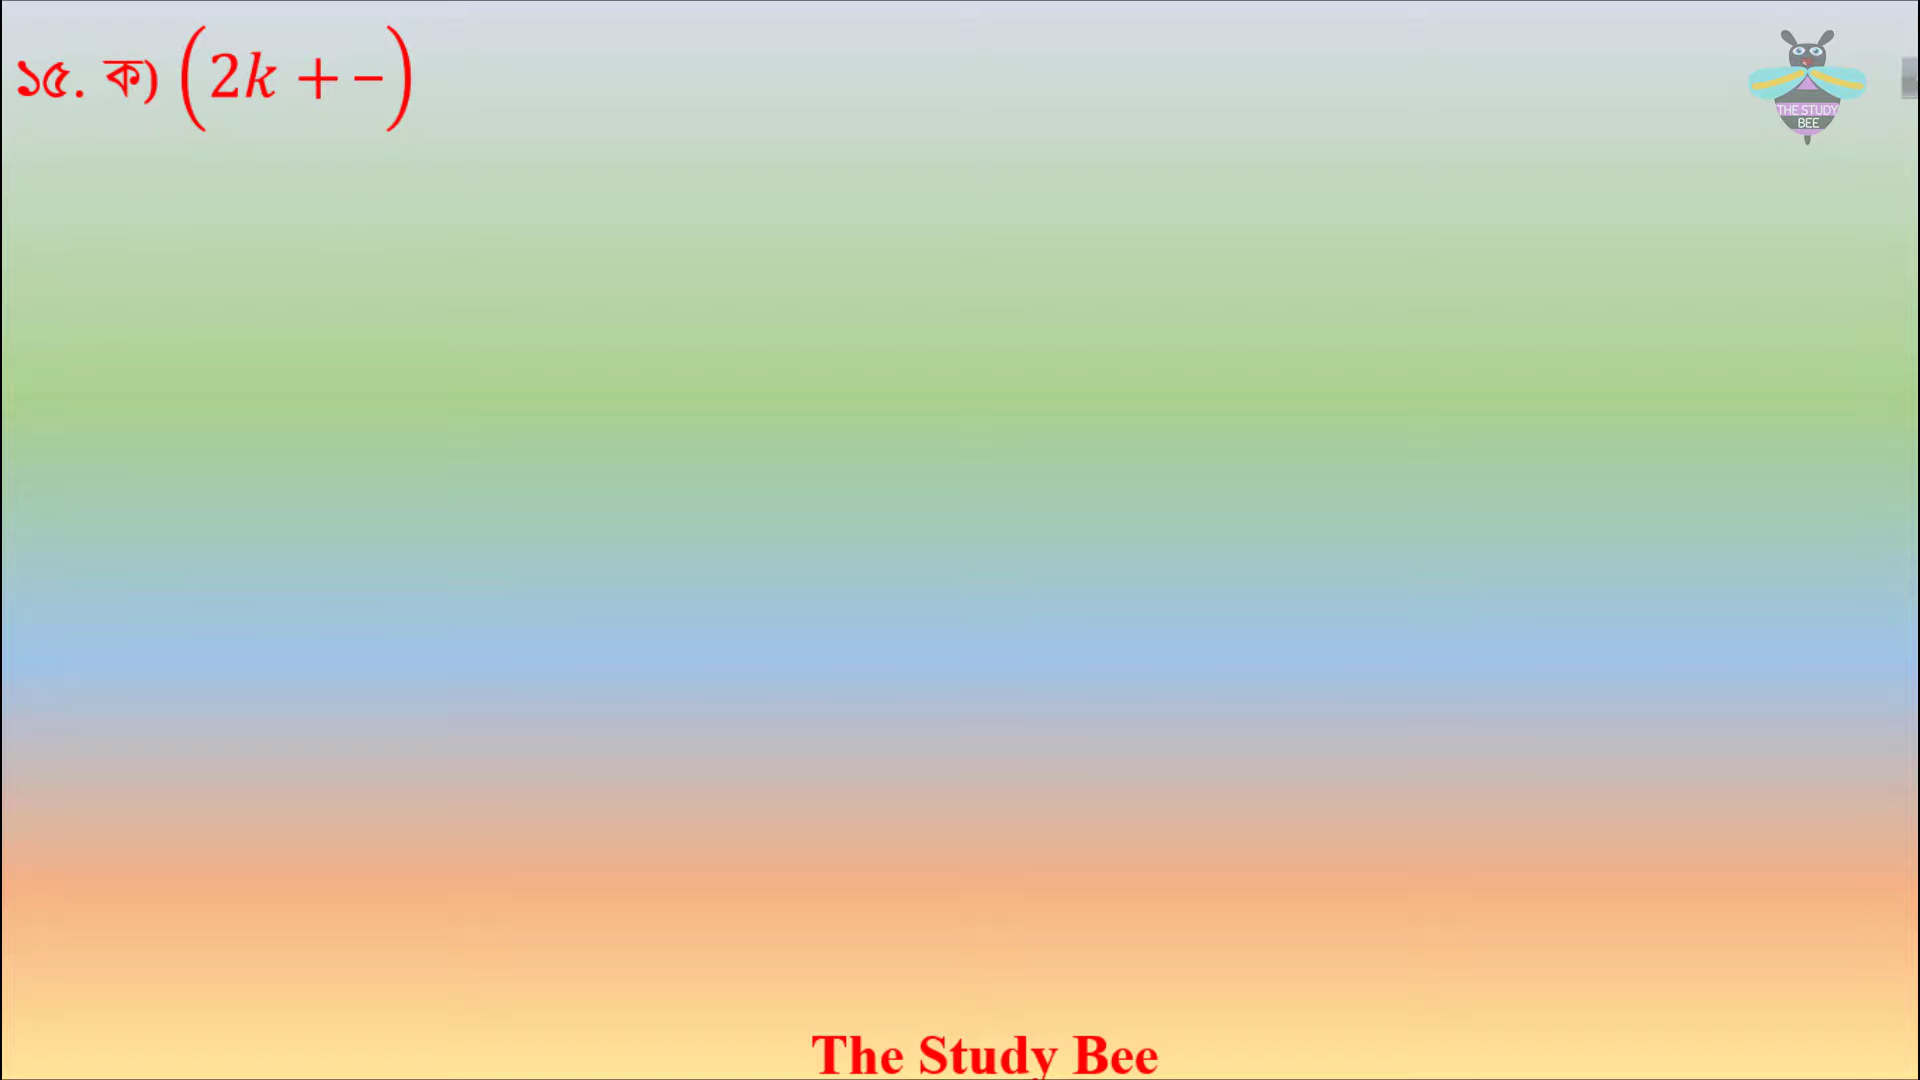 ১৫. ক) (2k + −)
THE STUDY
BEE
The Study Bee